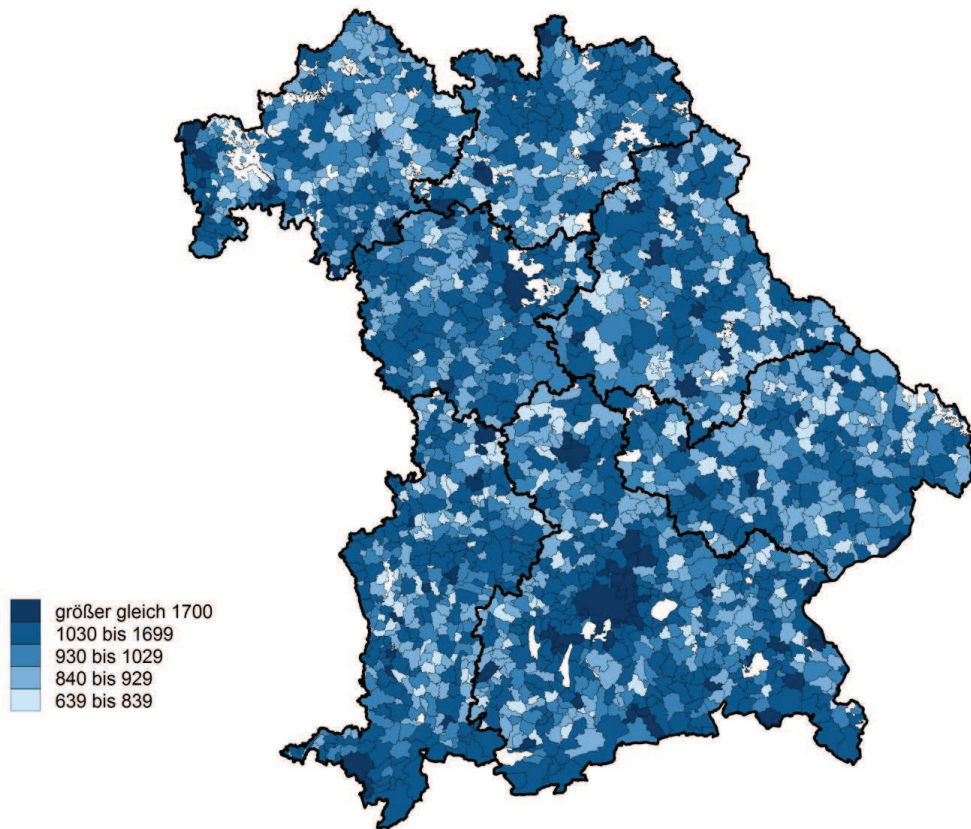 größer gleich 1700
1030 bis 1699
930 bis 1029
840 bis 929
639 bis 839